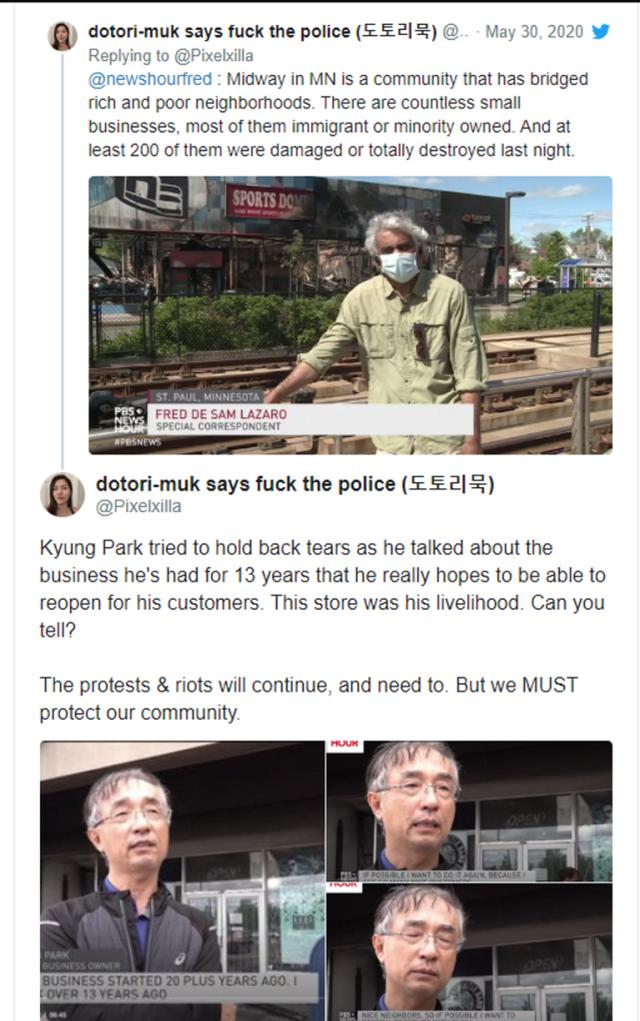 dotori-muk says fuck the police (도토리묵) @.. · May 30, 2020
Replying to @Pixelxilla
@newshourfred : Midway in MN is a community that has bridged
rich and poor neighborhoods. There are countless small
businesses, most of them immigrant or minority owned. And at
least 200 of them were damaged or totally destroyed last night.
SPORTS DOME
ST. PAUL, MINNESOTA
PBS
NEWS
HOUR
FRED DE SAM LAZARO
SPECIAL CORRESPONDENT
#PBSNEWS
dotori-muk says fuck the police (도토리묵)
@Pixelxilla
Kyung Park tried to hold back tears as he talked about the
business he's had for 13 years that he really hopes to be able to
reopen for his customers. This store was his livelihood. Can you
tell?
The protests & riots will continue, and need to. But we MUST
protect our community.
PARK
BUSINESS OWNER
BUSINESS STARTED 20 PLUS YEARS AGO. I
OVER 13 YEARS AGO
HOUR
OPEN
IF POSSIBLE I WANT TO DO IT AGAIN, BECAUSE I
HOUR
OPEN
NICE NEIGHBORS. SO IF POSSIBLE I WANT TO